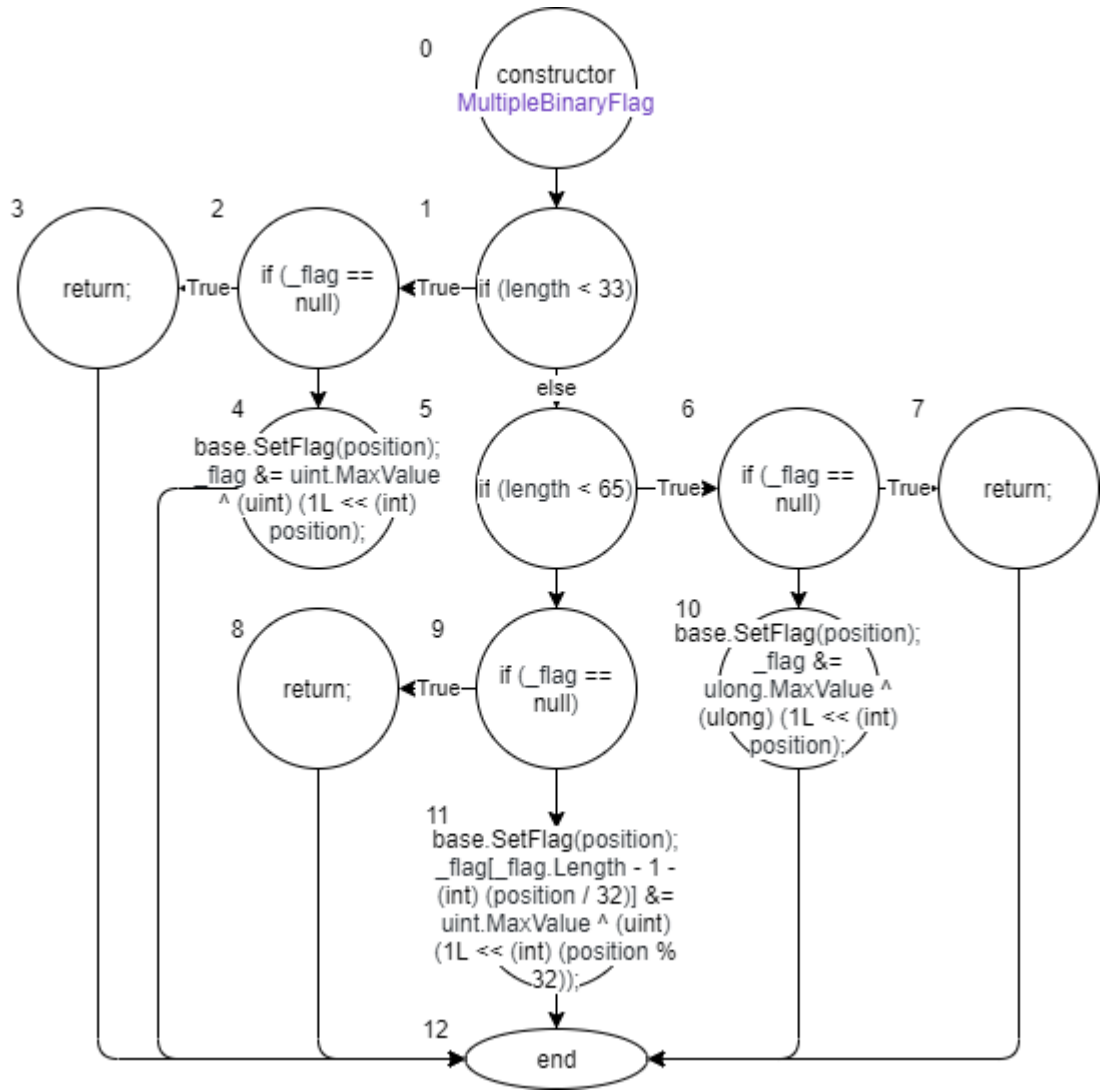 0
constructor
MultipleBinaryFlag
3
2
1
return;
True
if (_flag ==
null)
True
if (length < 33)
else
4
base.SetFlag(position);
_flag &= uint.MaxValue
^ (uint) (1L << (int)
position);
5
if (length < 65)
True
6
if (_flag ==
null)
True
7
return;
8
return;
True
9
if (_flag ==
null)
10
base.SetFlag(position);
_flag &=
ulong.MaxValue ^
(ulong) (1L << (int)
position);
11
base.SetFlag(position);
_flag[_flag.Length - 1 -
(int) (position / 32)] &=
uint.MaxValue ^ (uint)
(1L << (int) (position %
32));
12
end